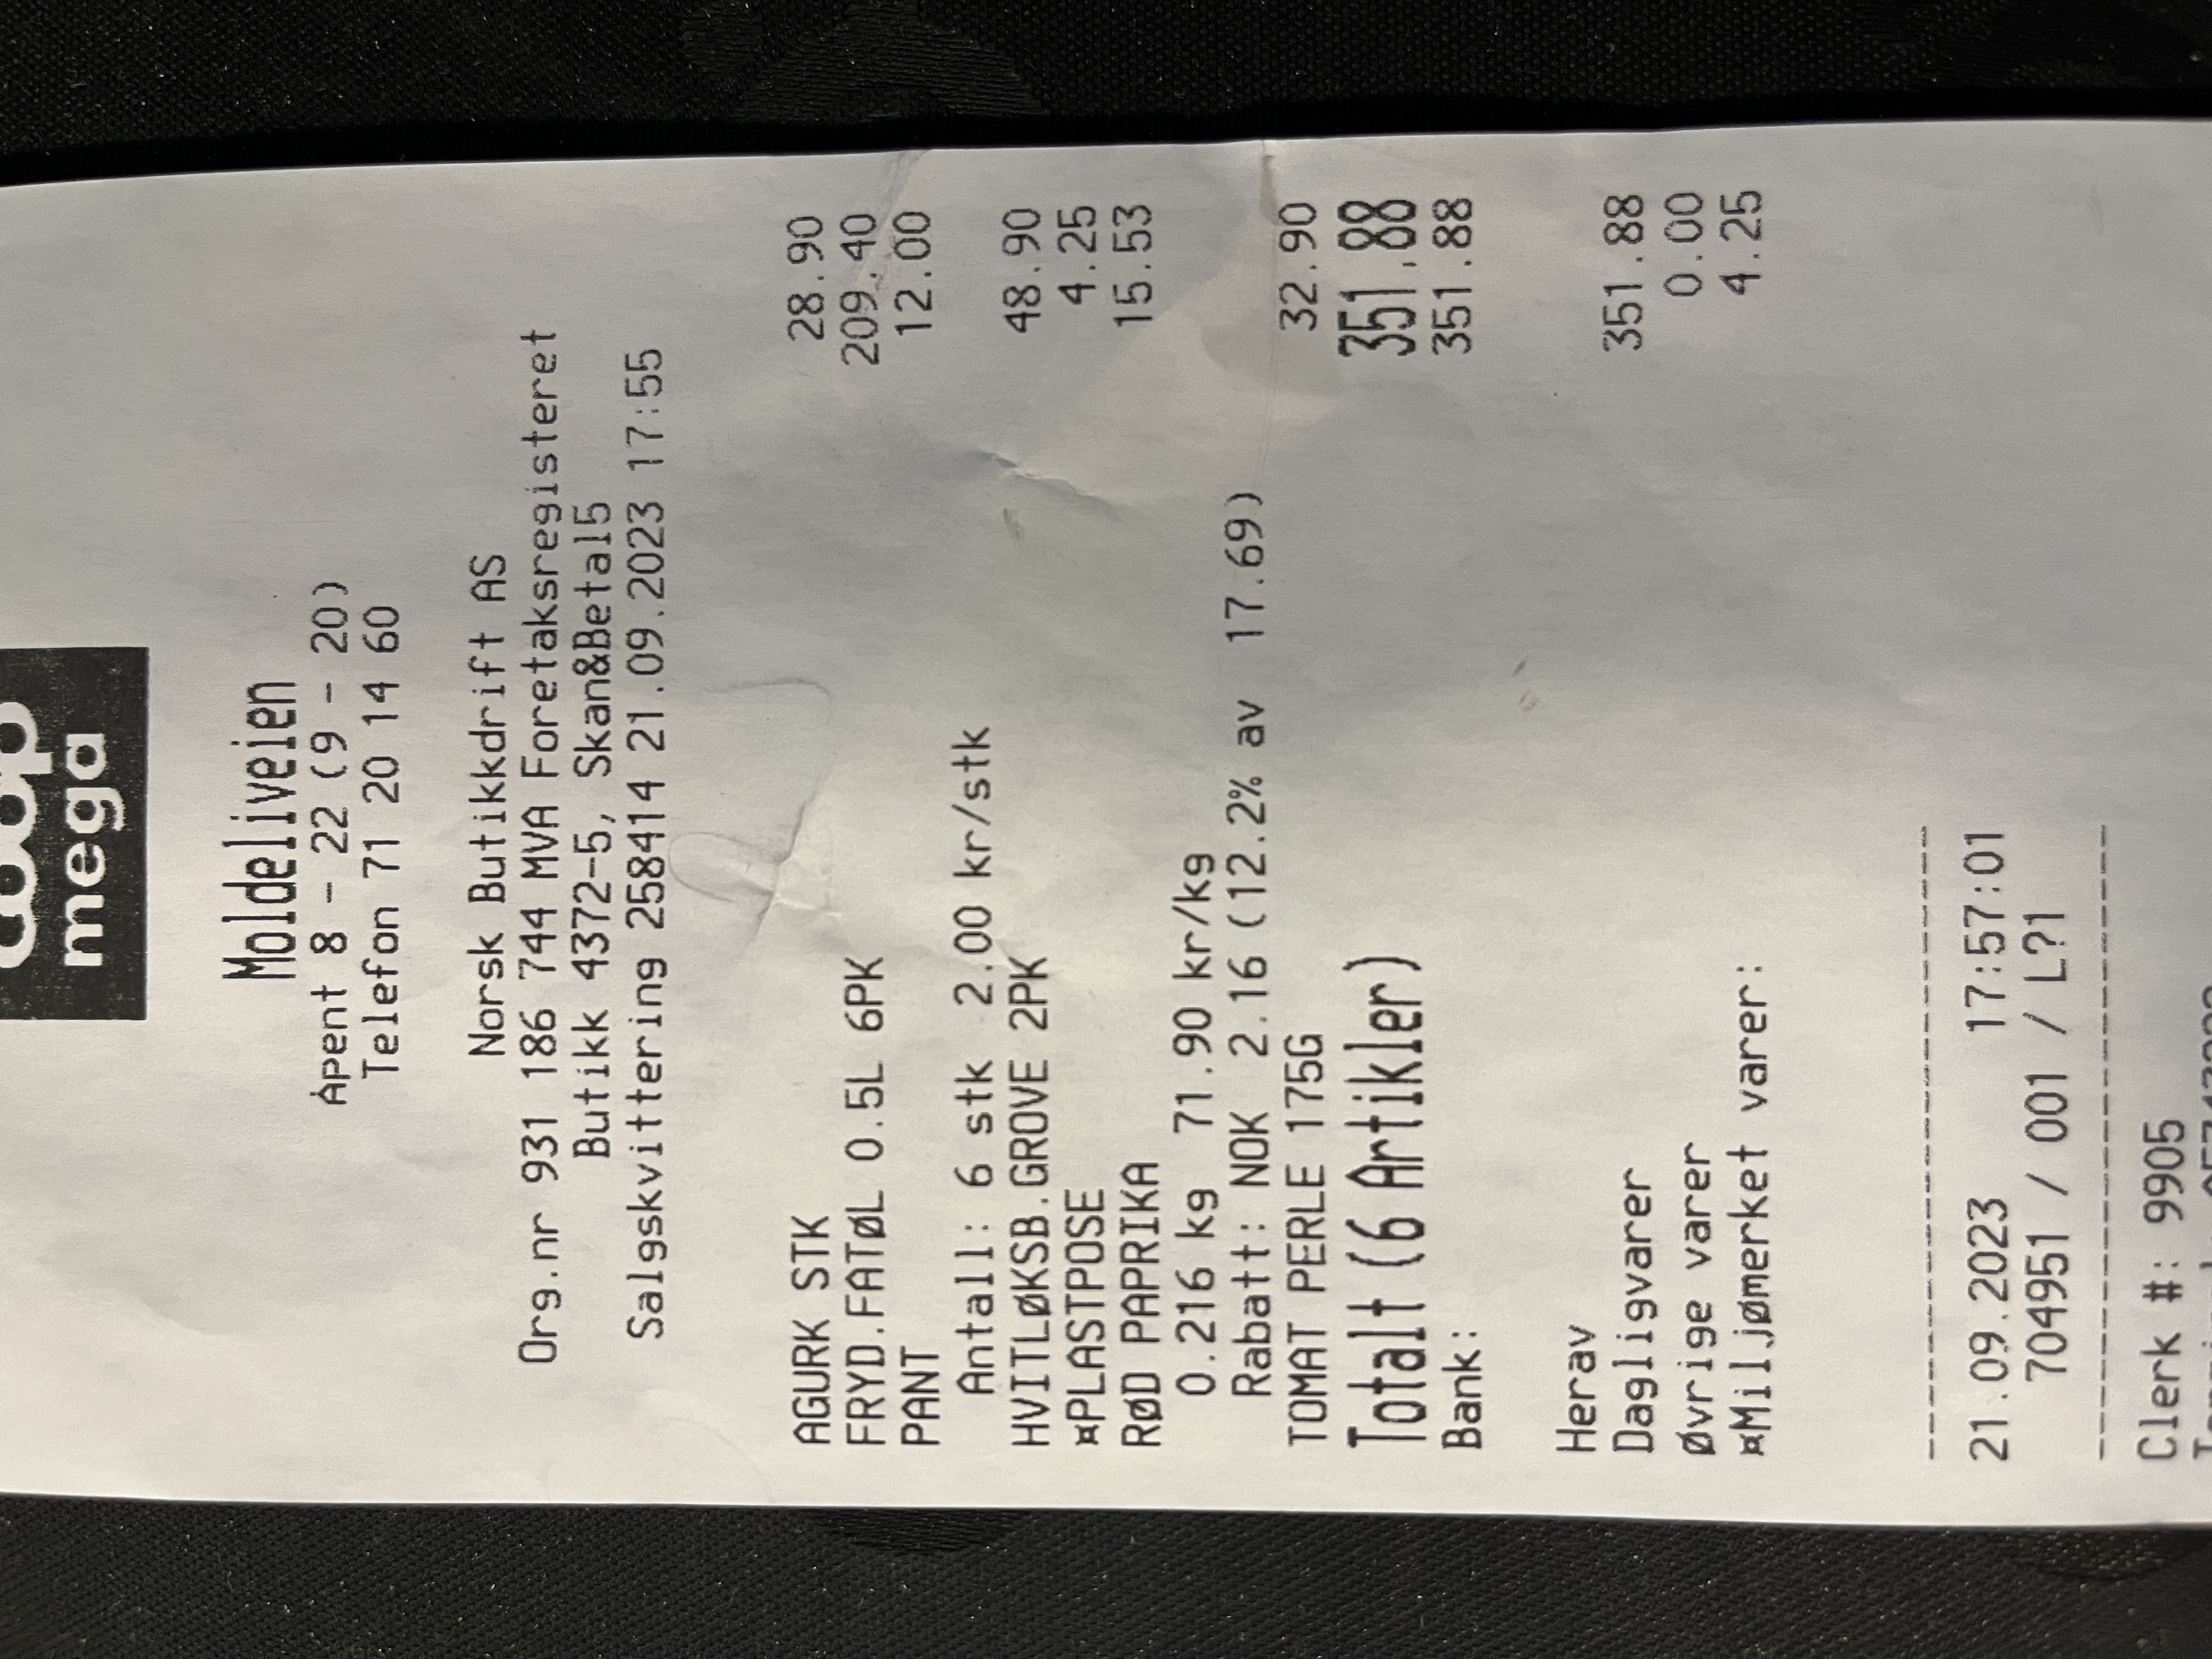 coop
mega
Moldeliveien
Åpent 8 - 22 (9 - 20)
Telefon 71 20 14 60
Norsk Butikkdrift AS
Org.nr 931 186 744 MVA Foretaksregisteret
Butikk 4372-5, Skan&Betal5
Salgskvittering 258414 21.09.2023 17:55
AGURK STK 28.90
FRYD.FATØL 0.5L 6PK 209.40
PANT 12.00
Antall: 6 stk 2.00 kr/stk
HVITLØKSB.GROVE 2PK 48.90
¤PLASTPOSE 4.25
RØD PAPRIKA 15.53
0.216 kg 71.90 kr/kg
Rabatt: NOK 2.16 (12.2% av 17.69)
TOMAT PERLE 175G 32.90
Totalt (6 Artikler) 351.88
Bank: 351.88
Herav
Dagligvarer 351.88
Øvrige varer 0.00
¤Miljømerket varer: 4.25
------------------------
21.09.2023 17:57:01
704951 / 001 / L?1
------------------------
Clerk #: 9905